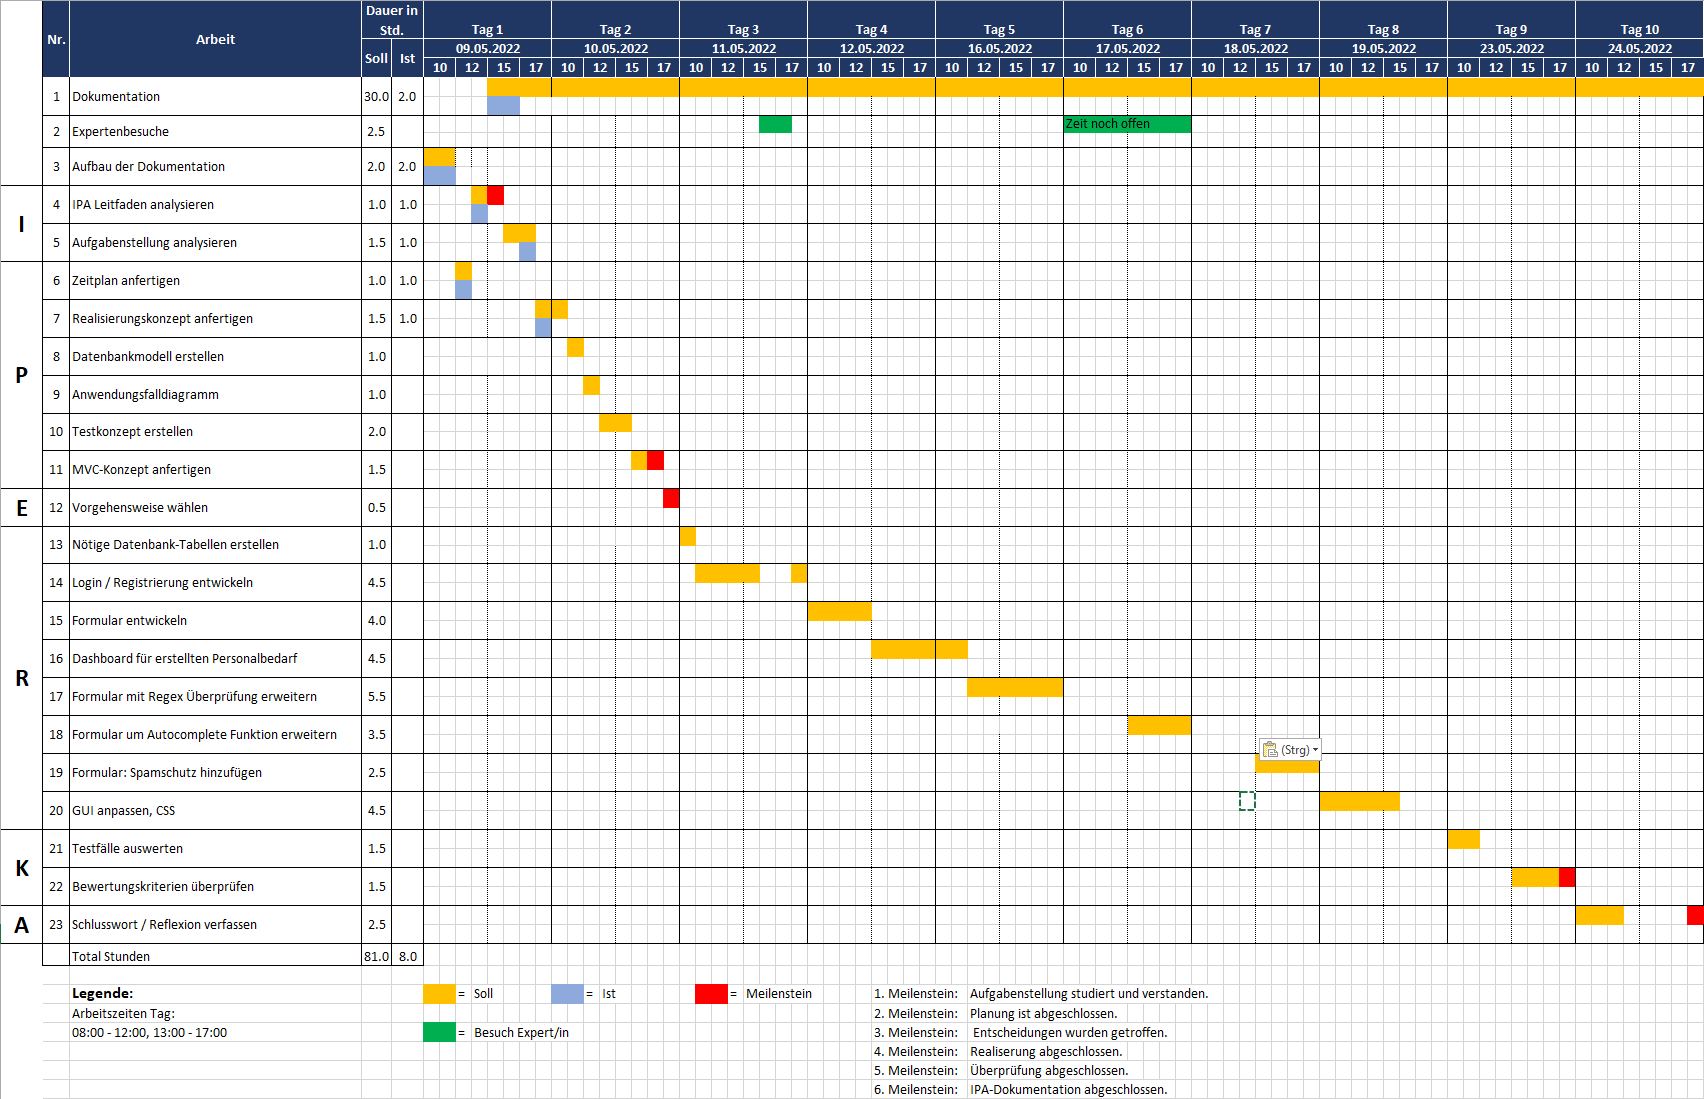 Nr. Arbeit Dauer in Std. Tag 1 Tag 2 Tag 3 Tag 4 Tag 5 Tag 6 Tag 7 Tag 8 Tag 9 Tag 10
Soll Ist 09.05.2022 10.05.2022 11.05.2022 12.05.2022 16.05.2022 17.05.2022 18.05.2022 19.05.2022 23.05.2022 24.05.2022
10 12 15 17 10 12 15 17 10 12 15 17 10 12 15 17 10 12 15 17 10 12 15 17 10 12 15 17 10 12 15 17 10 12 15 17 10 12 15 17
1 Dokumentation 30.0 2.0
2 Expertenbesuche 2.5 Zeit noch offen
3 Aufbau der Dokumentation 2.0 2.0
I
4 IPA Leitfaden analysieren 1.0 1.0
5 Aufgabenstellung analysieren 1.5 1.0
P
6 Zeitplan anfertigen 1.0 1.0
7 Realisierungskonzept anfertigen 1.5 1.0
8 Datenbankmodell erstellen 1.0
9 Anwendungsfalldiagramm 1.0
10 Testkonzept erstellen 2.0
11 MVC-Konzept anfertigen 1.5
E
12 Vorgehensweise wählen 0.5
R
13 Nötige Datenbank-Tabellen erstellen 1.0
14 Login / Registrierung entwickeln 4.5
15 Formular entwickeln 4.0
16 Dashboard für erstellten Personalbedarf 4.5
17 Formular mit Regex Überprüfung erweitern 5.5
18 Formular um Autocomplete Funktion erweitern 3.5
(Strg)
19 Formular: Spamschutz hinzufügen 2.5
20 GUI anpassen, CSS 4.5
K
21 Testfälle auswerten 1.5
22 Bewertungskriterien überprüfen 1.5
A
23 Schlusswort / Reflexion verfassen 2.5
Total Stunden 81.0 8.0
Legende: = Soll = Ist = Meilenstein 1. Meilenstein: Aufgabenstellung studiert und verstanden.
Arbeitszeiten Tag: 2. Meilenstein: Planung ist abgeschlossen.
08:00 - 12:00, 13:00 - 17:00 = Besuch Expert/in 3. Meilenstein: Entscheidungen wurden getroffen.
4. Meilenstein: Realiserung abgeschlossen.
5. Meilenstein: Überprüfung abgeschlossen.
6. Meilenstein: IPA-Dokumentation abgeschlossen.